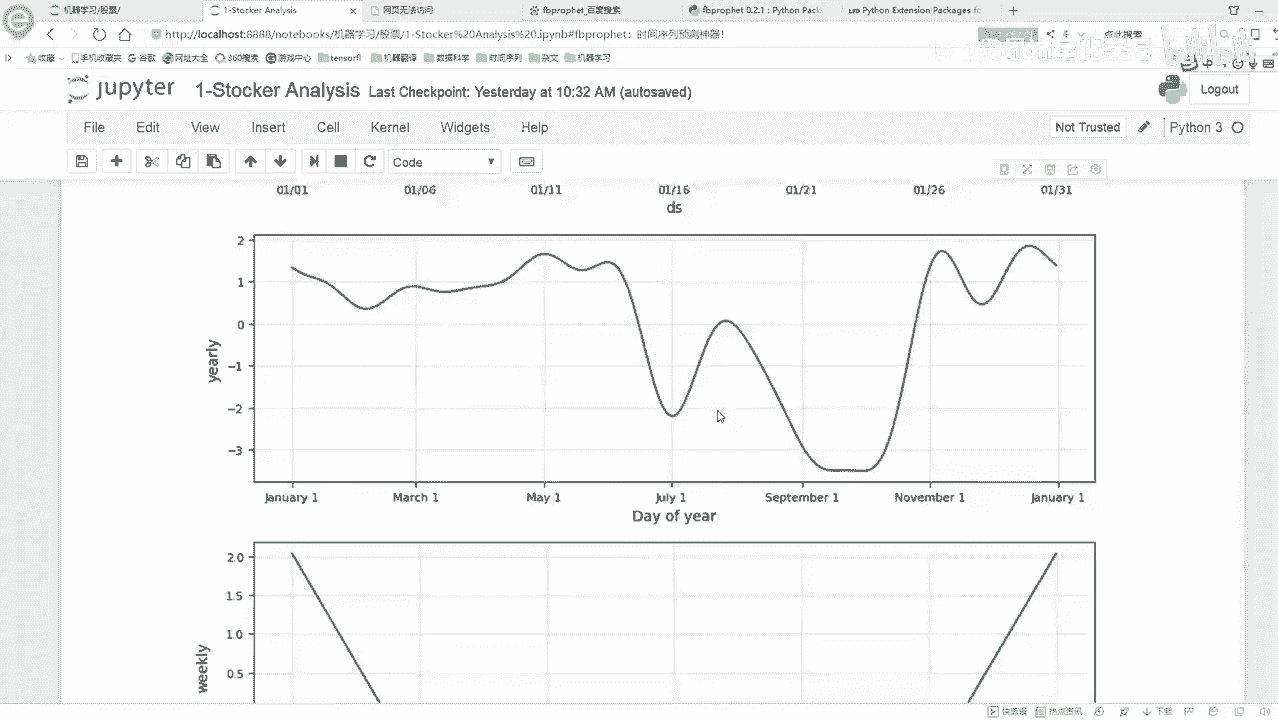 机器学习/股票/
1-Stocker Analysis
网页无法访问
fbprophet_百度搜索
fbprophet 0.2.1 : Python Pack
Python Extension Packages fo
http://localhost:8888/notebooks/机器学习/股票/1-Stocker%20Analysis%20.ipynb#fbprophet：时间序列预测神器!
点此搜索
收藏
手机收藏夹
谷歌
网址大全
360搜索
游戏中心
tensorfl
机器翻译
数据科学
时间序列
杂文
机器学习
jupyter
1-Stocker Analysis
Last Checkpoint: Yesterday at 10:32 AM (autosaved)
Logout
File
Edit
View
Insert
Cell
Kernel
Widgets
Help
Not Trusted
Python 3
Code
01/01
01/06
01/11
01/16
01/21
01/26
01/31
ds
2
1
0
−1
−2
−3
yearly
January 1
March 1
May 1
July 1
September 1
November 1
January 1
Day of year
2.0
1.5
1.0
0.5
weekly
快剪辑
热点资讯
下载